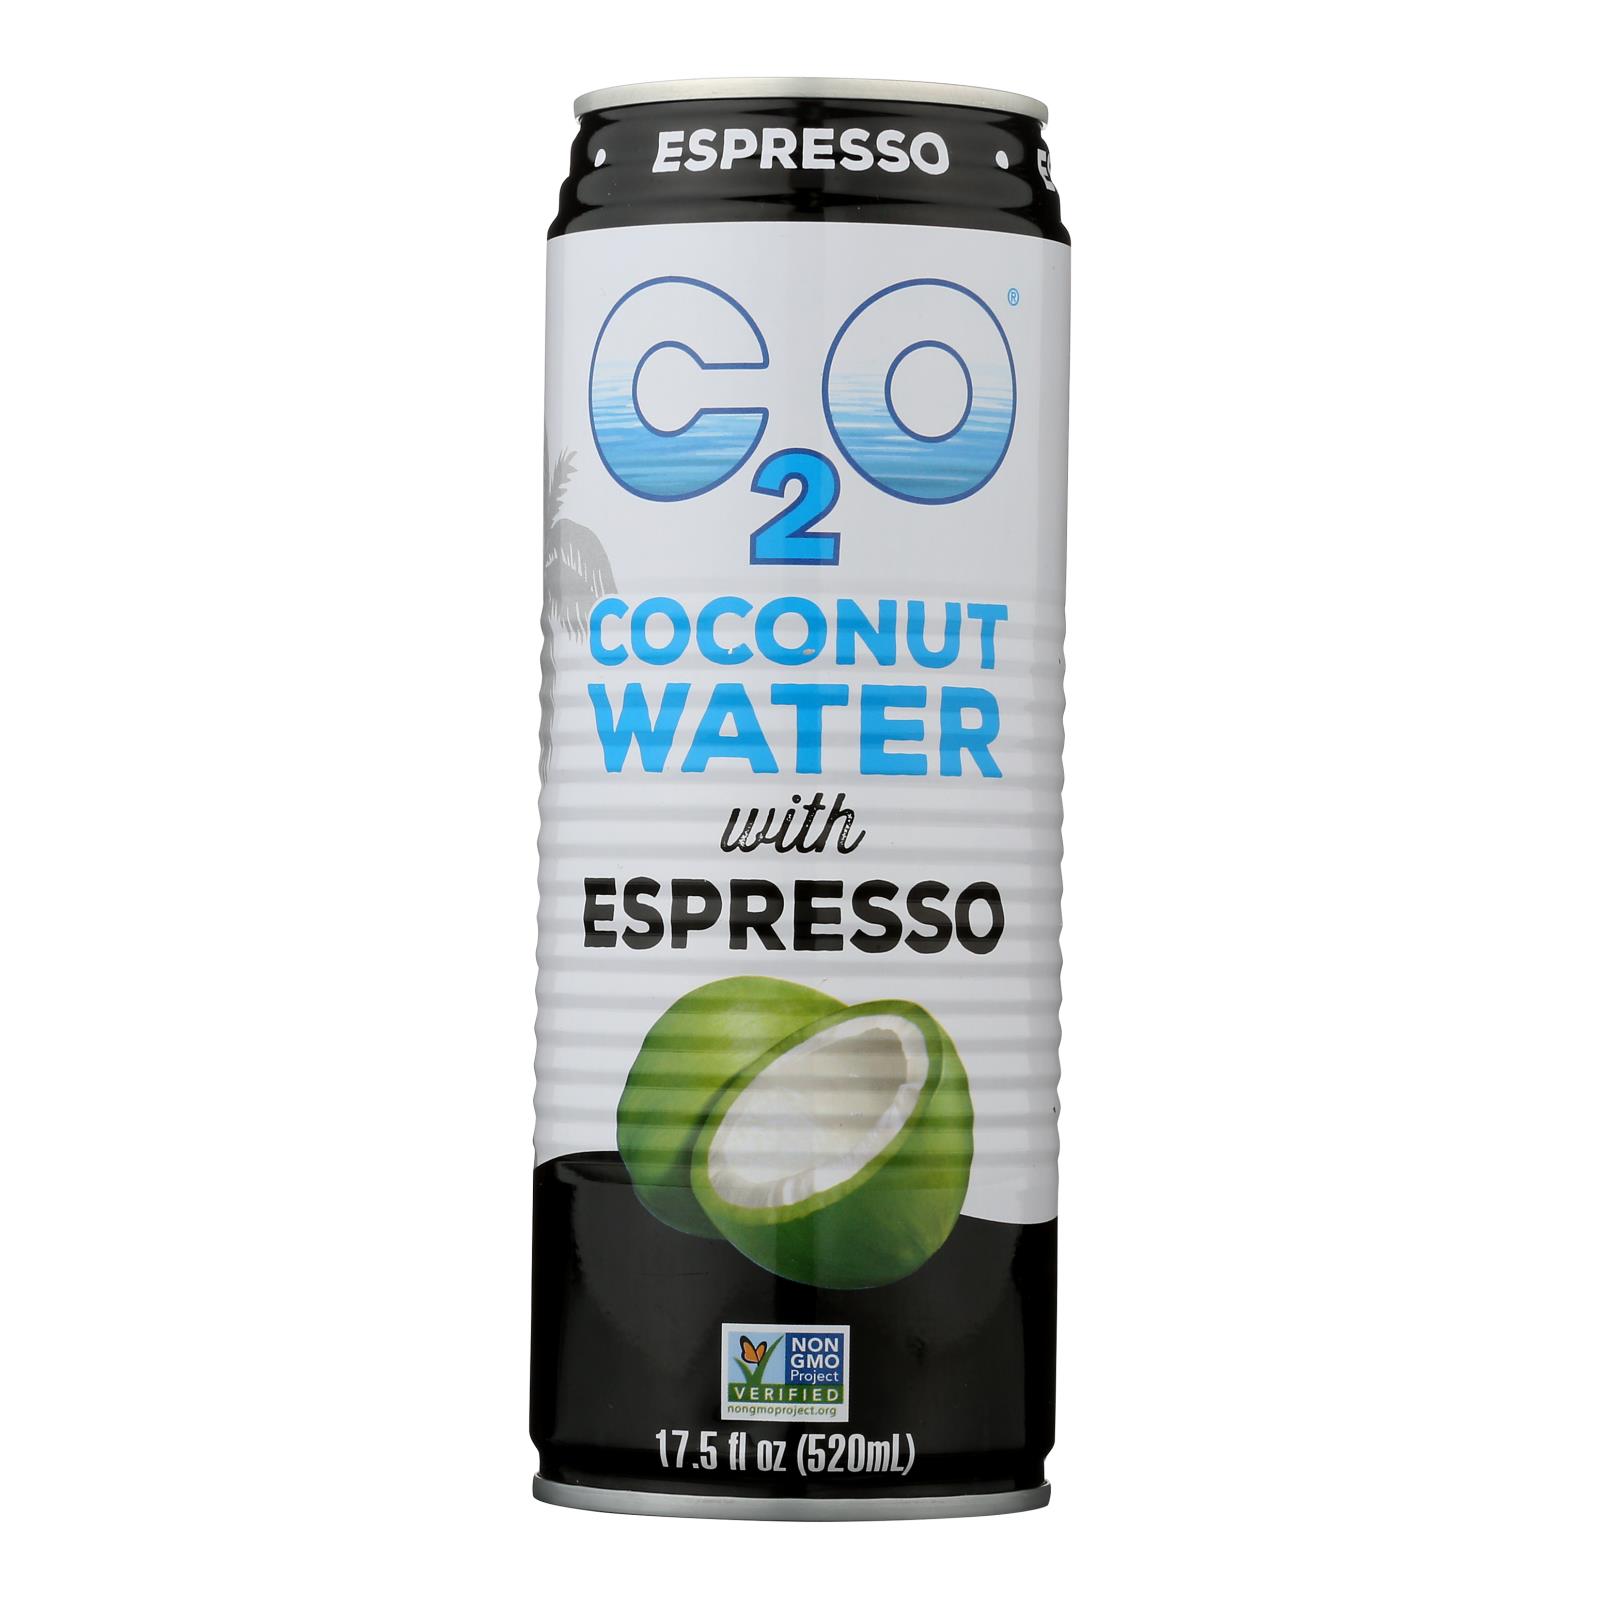 • ESPRESSO •
C2O®
COCONUT
WATER
with
ESPRESSO
NON
GMO
Project
VERIFIED
nongmoproject.org
17.5 fl oz (520mL)